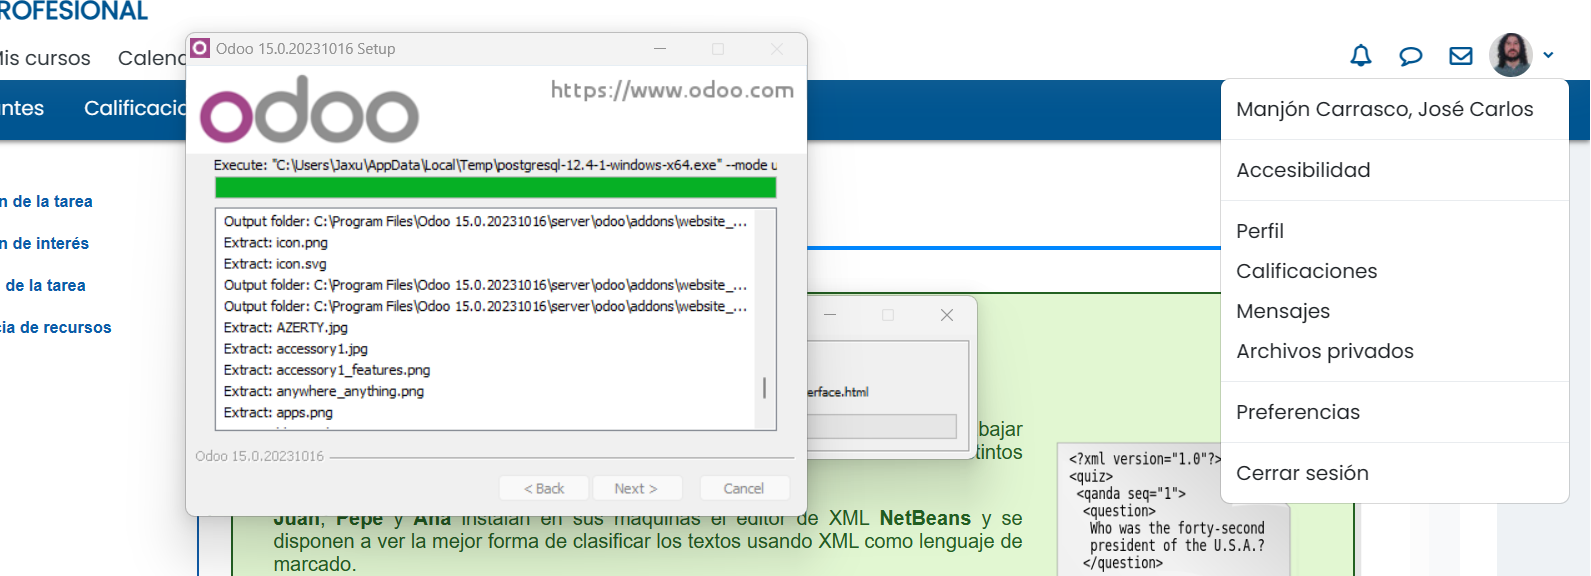 ROFESIONAL
is cursos
Calend
Manjón Carrasco, José Carlos
Accesibilidad
Perfil
Calificaciones
Mensajes
Archivos privados
Preferencias
Cerrar sesión
ntes
Calificacio
n de la tarea
n de interés
de la tarea
ia de recursos
Odoo 15.0.20231016 Setup
odoo
https://www.odoo.com
Execute: "C:\Users\Jaxu\AppData\Local\Temp\postgresql-12.4-1-windows-x64.exe" --mode u
Output folder: C:\Program Files\Odoo 15.0.20231016\server\odoo\addons\website_...
Extract: icon.png
Extract: icon.svg
Output folder: C:\Program Files\Odoo 15.0.20231016\server\odoo\addons\website_...
Output folder: C:\Program Files\Odoo 15.0.20231016\server\odoo\addons\website_...
Extract: AZERTY.jpg
Extract: accessory1.jpg
Extract: accessory1_features.png
Extract: anywhere_anything.png
Extract: apps.png
Odoo 15.0.20231016
< Back
Next >
Cancel
erface.html
bajar
tintos
Juan, Pepe y Ana instalan en sus máquinas el editor de XML NetBeans y se
disponen a ver la mejor forma de clasificar los textos usando XML como lenguaje de
marcado.
<?xml version="1.0"?>
<quiz>
<qanda seq="1">
<question>
Who was the forty-second
president of the U.S.A.?
</question>